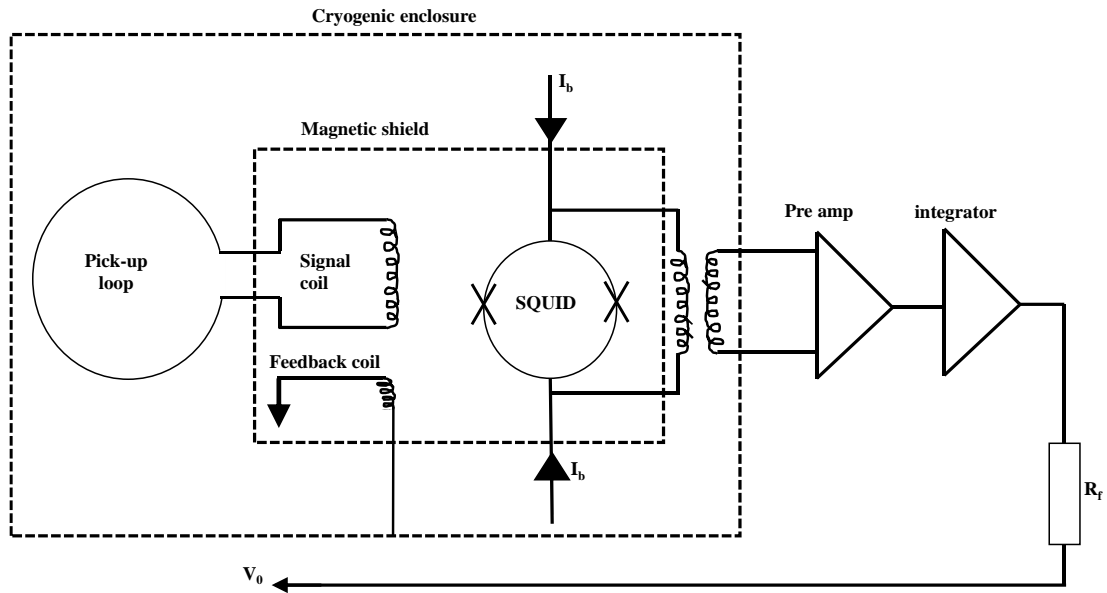 Cryogenic enclosure
I_b
Magnetic shield
Pre amp
integrator
Pick-up
loop
Signal
coil
SQUID
Feedback coil
I_b
R_f
V_0